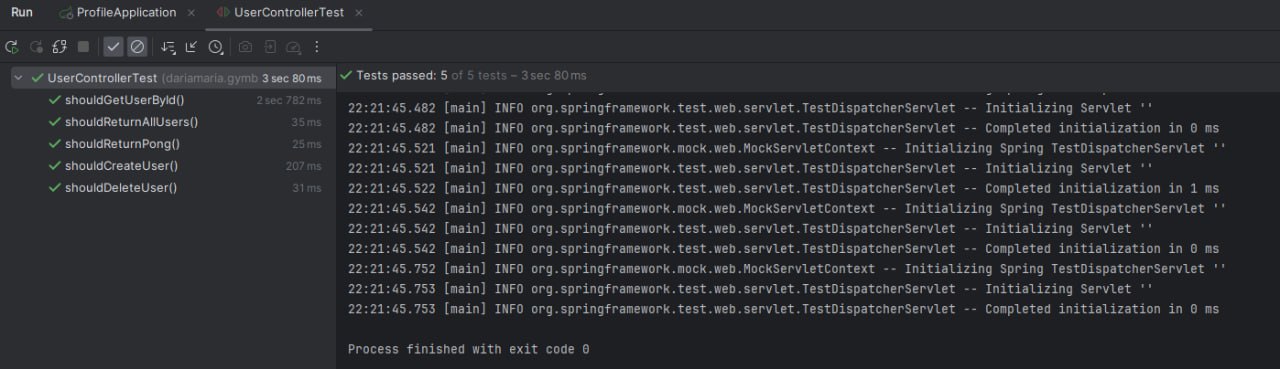 Run ProfileApplication × UserControllerTest ×
UserControllerTest (dariamaria.gymb 3 sec 80 ms
shouldGetUserById() 2 sec 782 ms
shouldReturnAllUsers() 35 ms
shouldReturnPong() 25 ms
shouldCreateUser() 207 ms
shouldDeleteUser() 31 ms
Tests passed: 5 of 5 tests – 3 sec 80 ms
22:21:45.482 [main] INFO org.springframework.test.web.servlet.TestDispatcherServlet -- Initializing Servlet ''
22:21:45.482 [main] INFO org.springframework.test.web.servlet.TestDispatcherServlet -- Completed initialization in 0 ms
22:21:45.521 [main] INFO org.springframework.mock.web.MockServletContext -- Initializing Spring TestDispatcherServlet ''
22:21:45.521 [main] INFO org.springframework.test.web.servlet.TestDispatcherServlet -- Initializing Servlet ''
22:21:45.522 [main] INFO org.springframework.test.web.servlet.TestDispatcherServlet -- Completed initialization in 1 ms
22:21:45.542 [main] INFO org.springframework.mock.web.MockServletContext -- Initializing Spring TestDispatcherServlet ''
22:21:45.542 [main] INFO org.springframework.test.web.servlet.TestDispatcherServlet -- Initializing Servlet ''
22:21:45.542 [main] INFO org.springframework.test.web.servlet.TestDispatcherServlet -- Completed initialization in 0 ms
22:21:45.752 [main] INFO org.springframework.mock.web.MockServletContext -- Initializing Spring TestDispatcherServlet ''
22:21:45.753 [main] INFO org.springframework.test.web.servlet.TestDispatcherServlet -- Initializing Servlet ''
22:21:45.753 [main] INFO org.springframework.test.web.servlet.TestDispatcherServlet -- Completed initialization in 0 ms
Process finished with exit code 0